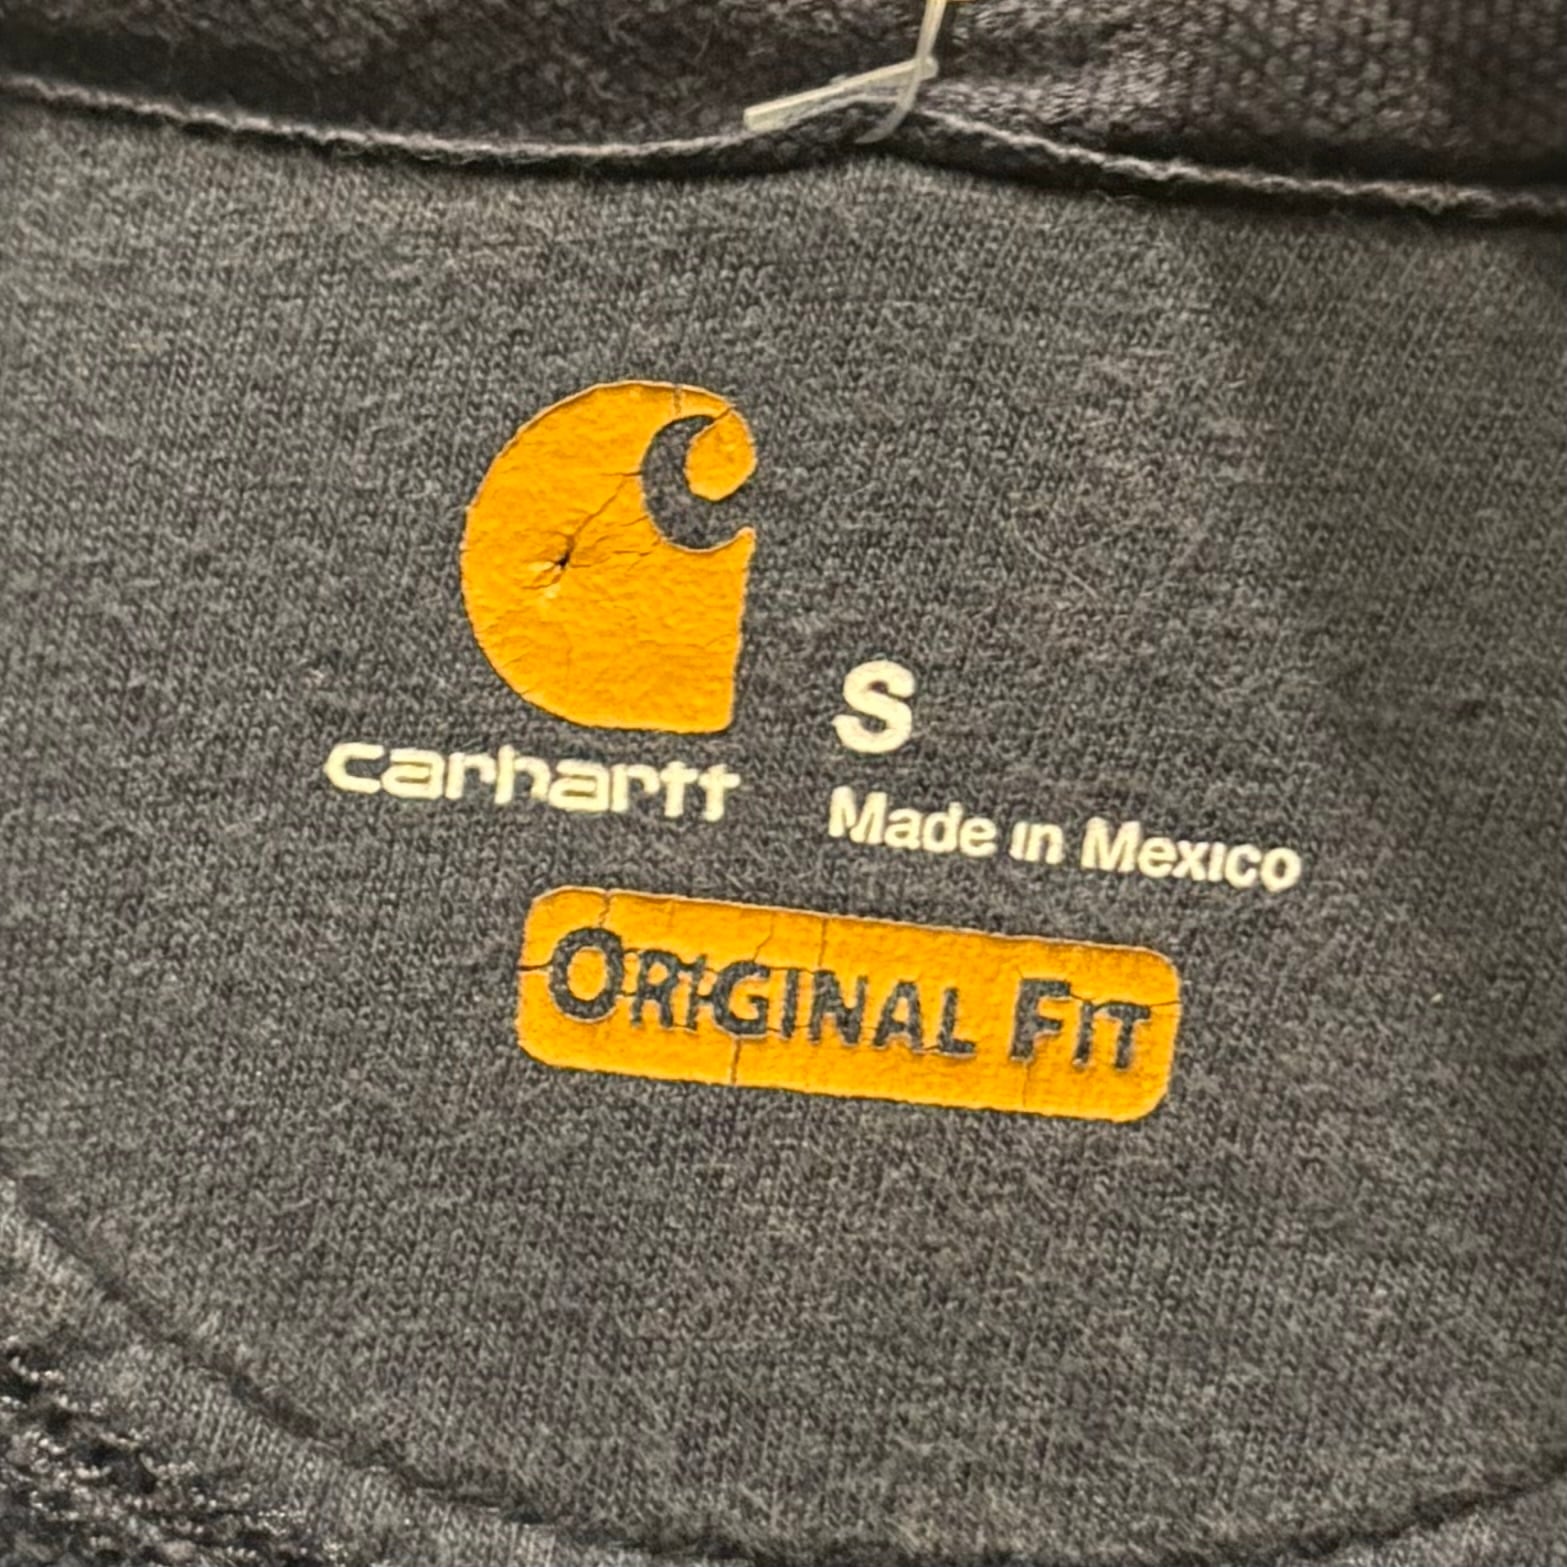 carhartt
S
Made in Mexico
ORIGINAL FIT